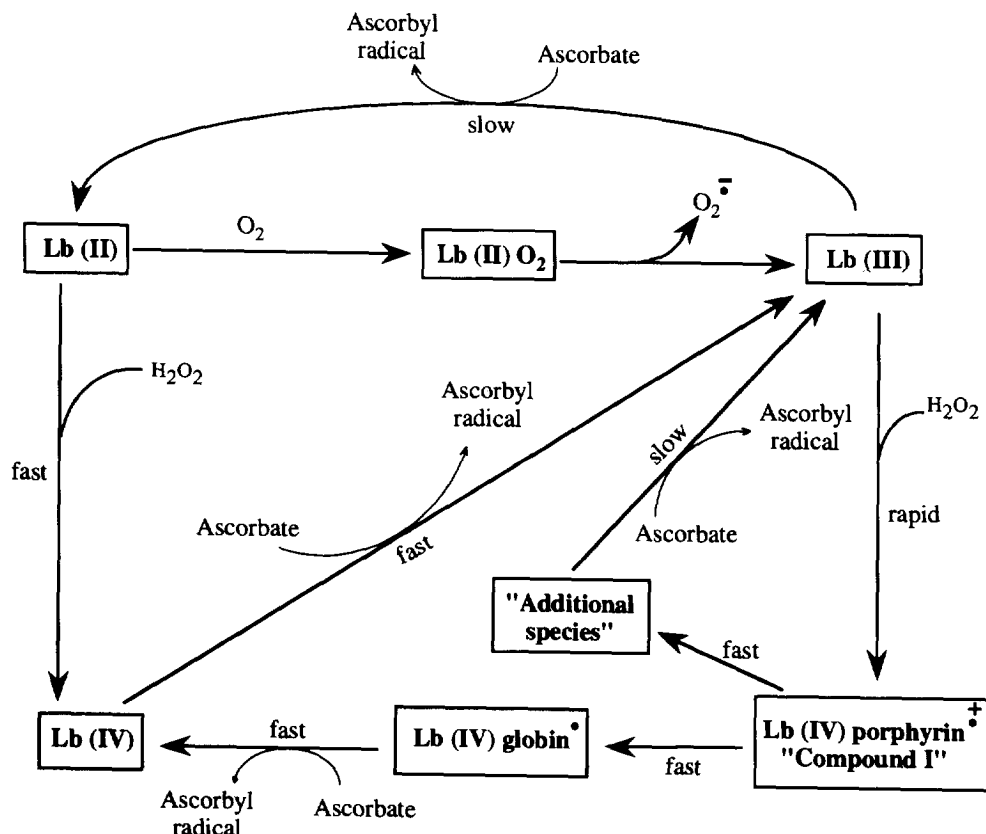 Ascorbyl
radical
Ascorbate
slow
O2
O2•−
Lb (II)
Lb (II) O2
Lb (III)
H2O2
fast
Ascorbyl
radical
Ascorbate
fast
slow
Ascorbyl
radical
Ascorbate
H2O2
rapid
"Additional
species"
fast
Lb (IV)
fast
Ascorbyl
radical
Ascorbate
Lb (IV) globin•
fast
Lb (IV) porphyrin•+
"Compound I"